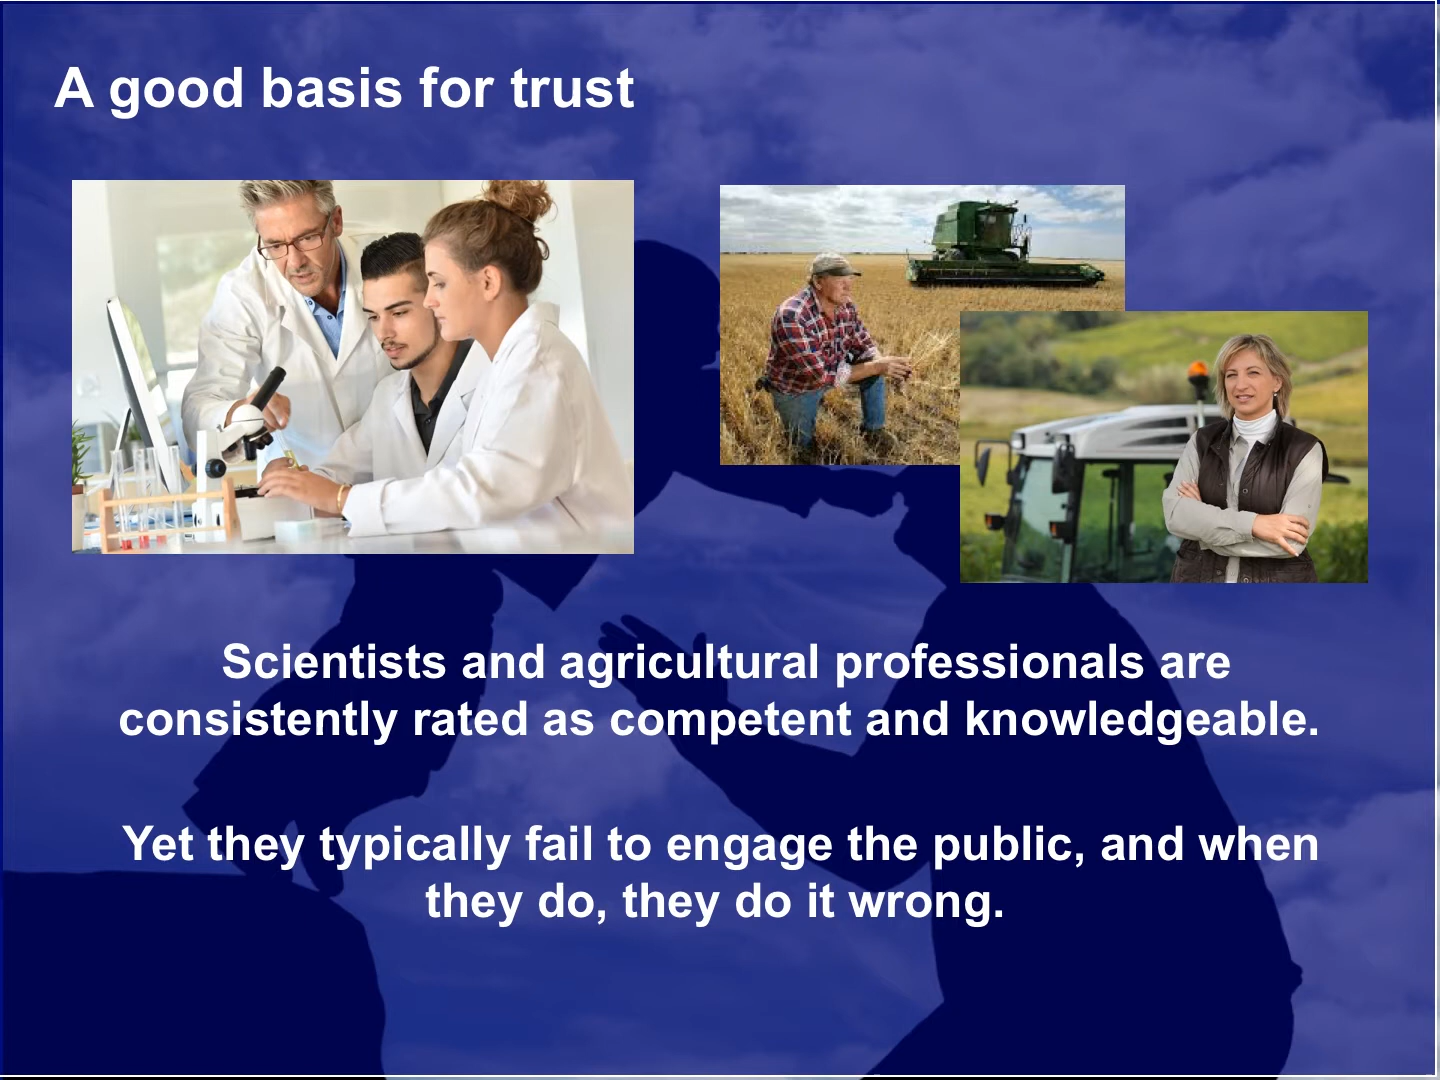 A good basis for trust
Scientists and agricultural professionals are
consistently rated as competent and knowledgeable.
Yet they typically fail to engage the public, and when
they do, they do it wrong.